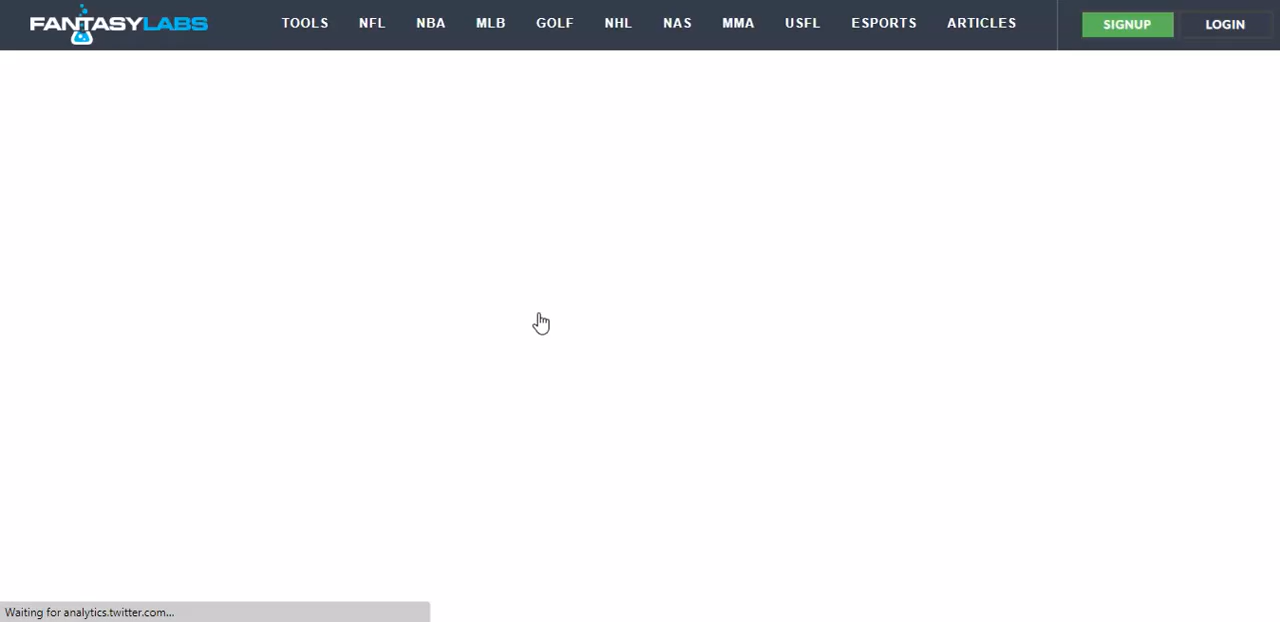 FANTASYLABS TOOLS NFL NBA MLB GOLF NHL NAS MMA USFL ESPORTS ARTICLES SIGNUP LOGIN
Waiting for analytics.twitter.com...